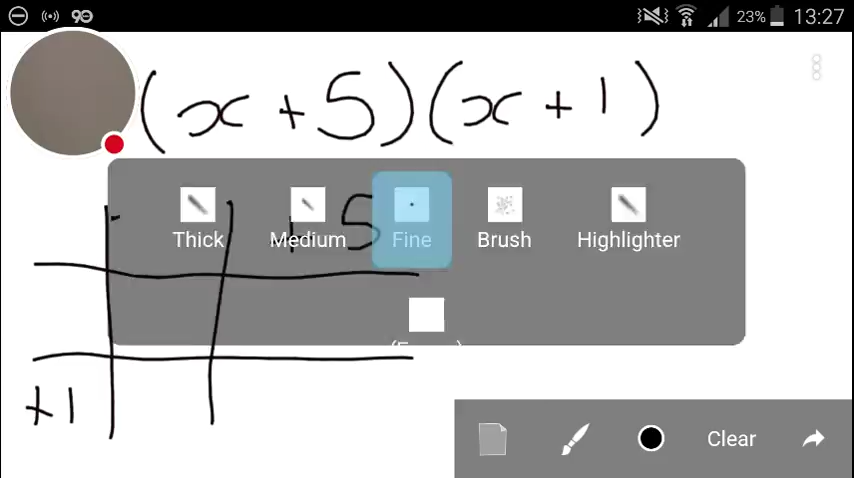 23% 13:27
(x+5)(x+1)
+5
Thick Medium Fine Brush Highlighter
+1
Clear